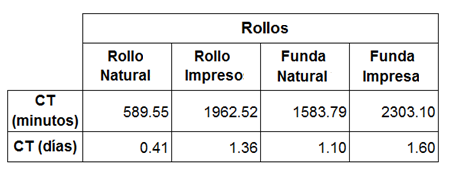 Rollos
Rollo Natural Rollo Impreso Funda Natural Funda Impresa
CT (minutos) 589.55 1962.52 1583.79 2303.10
CT (días) 0.41 1.36 1.10 1.60